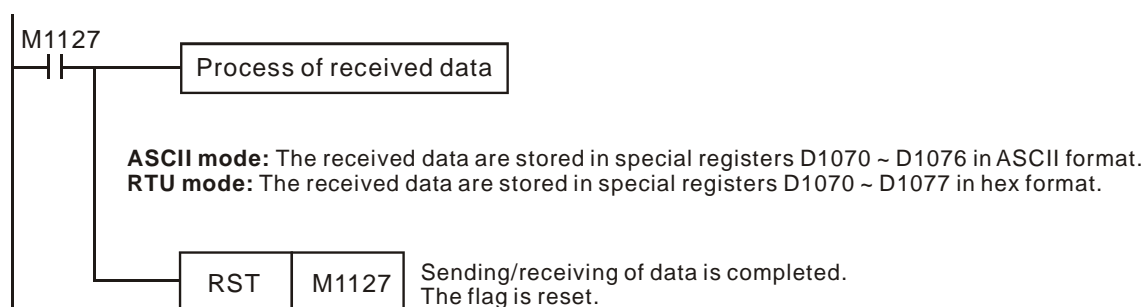 M1127
Process of received data
ASCII mode: The received data are stored in special registers D1070 ~ D1076 in ASCII format.
RTU mode: The received data are stored in special registers D1070 ~ D1077 in hex format.
RST M1127 Sending/receiving of data is completed.
The flag is reset.